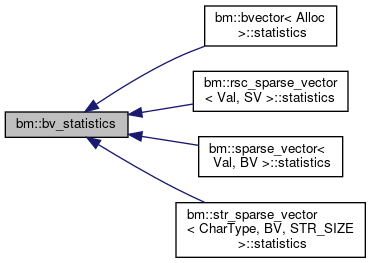 bm::bvector< Alloc
>::statistics
bm::rsc_sparse_vector
< Val, SV >::statistics
bm::bv_statistics
bm::sparse_vector<
Val, BV >::statistics
bm::str_sparse_vector
< CharType, BV, STR_SIZE
>::statistics